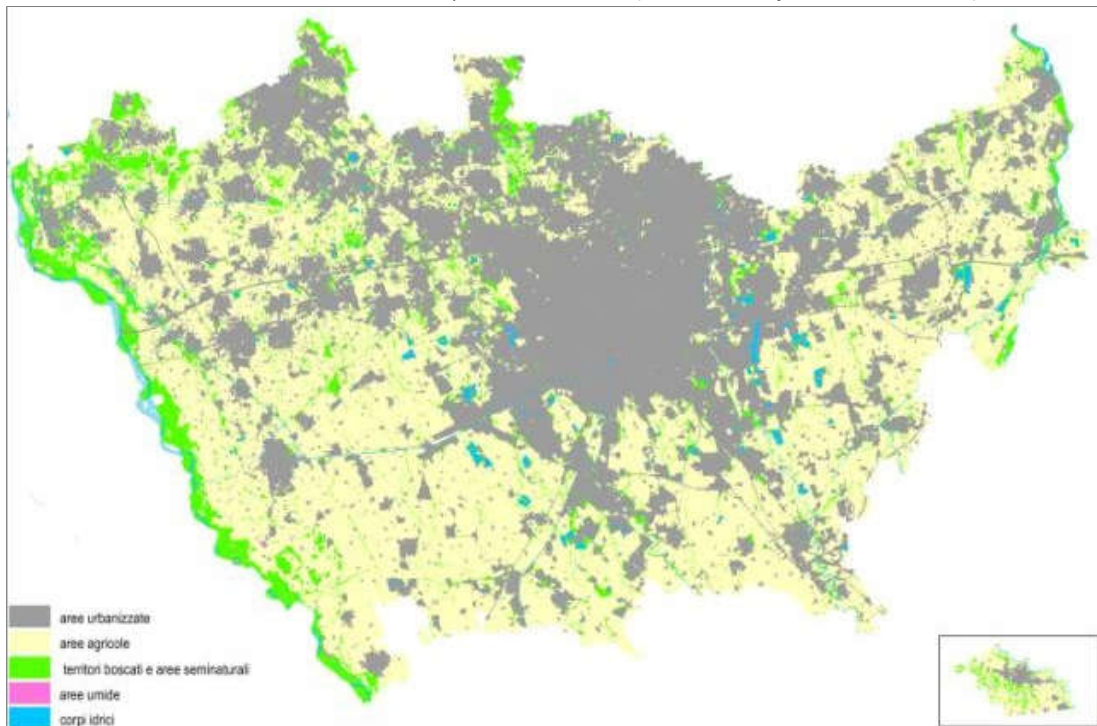 aree urbanizzate
aree agricole
territori boscati e aree seminaturali
aree umide
corpi idrici